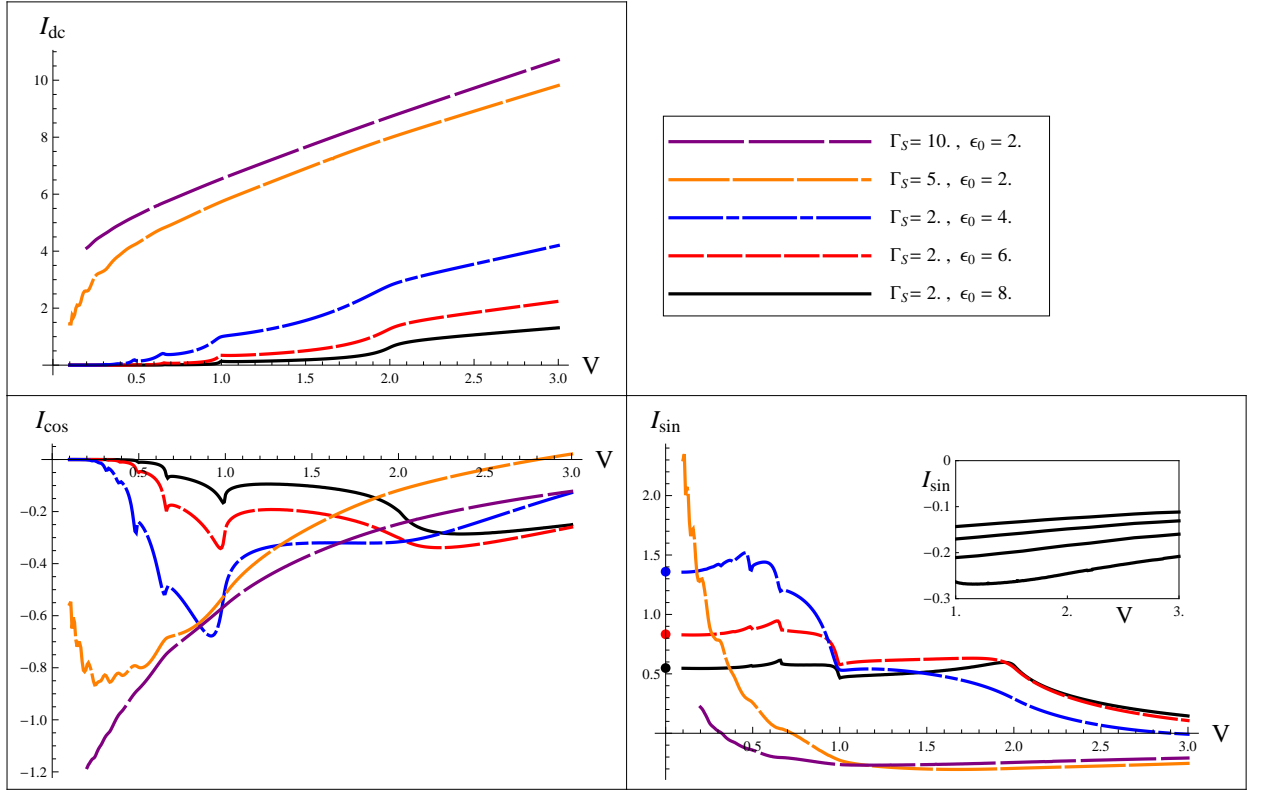 I_dc
10
8
6
4
2
0.5 1.0 1.5 2.0 2.5 3.0 V
Γ_S = 10. , ϵ_0 = 2.
Γ_S = 5. , ϵ_0 = 2.
Γ_S = 2. , ϵ_0 = 4.
Γ_S = 2. , ϵ_0 = 6.
Γ_S = 2. , ϵ_0 = 8.
I_cos
0.5 1.0 1.5 2.0 2.5 3.0 V
-0.2
-0.4
-0.6
-0.8
-1.0
-1.2
I_sin
2.0
1.5
1.0
0.5
0.5 1.0 1.5 2.0 2.5 3.0 V
I_sin
0
-0.1
-0.2
-0.3
1. 2. 3.
V